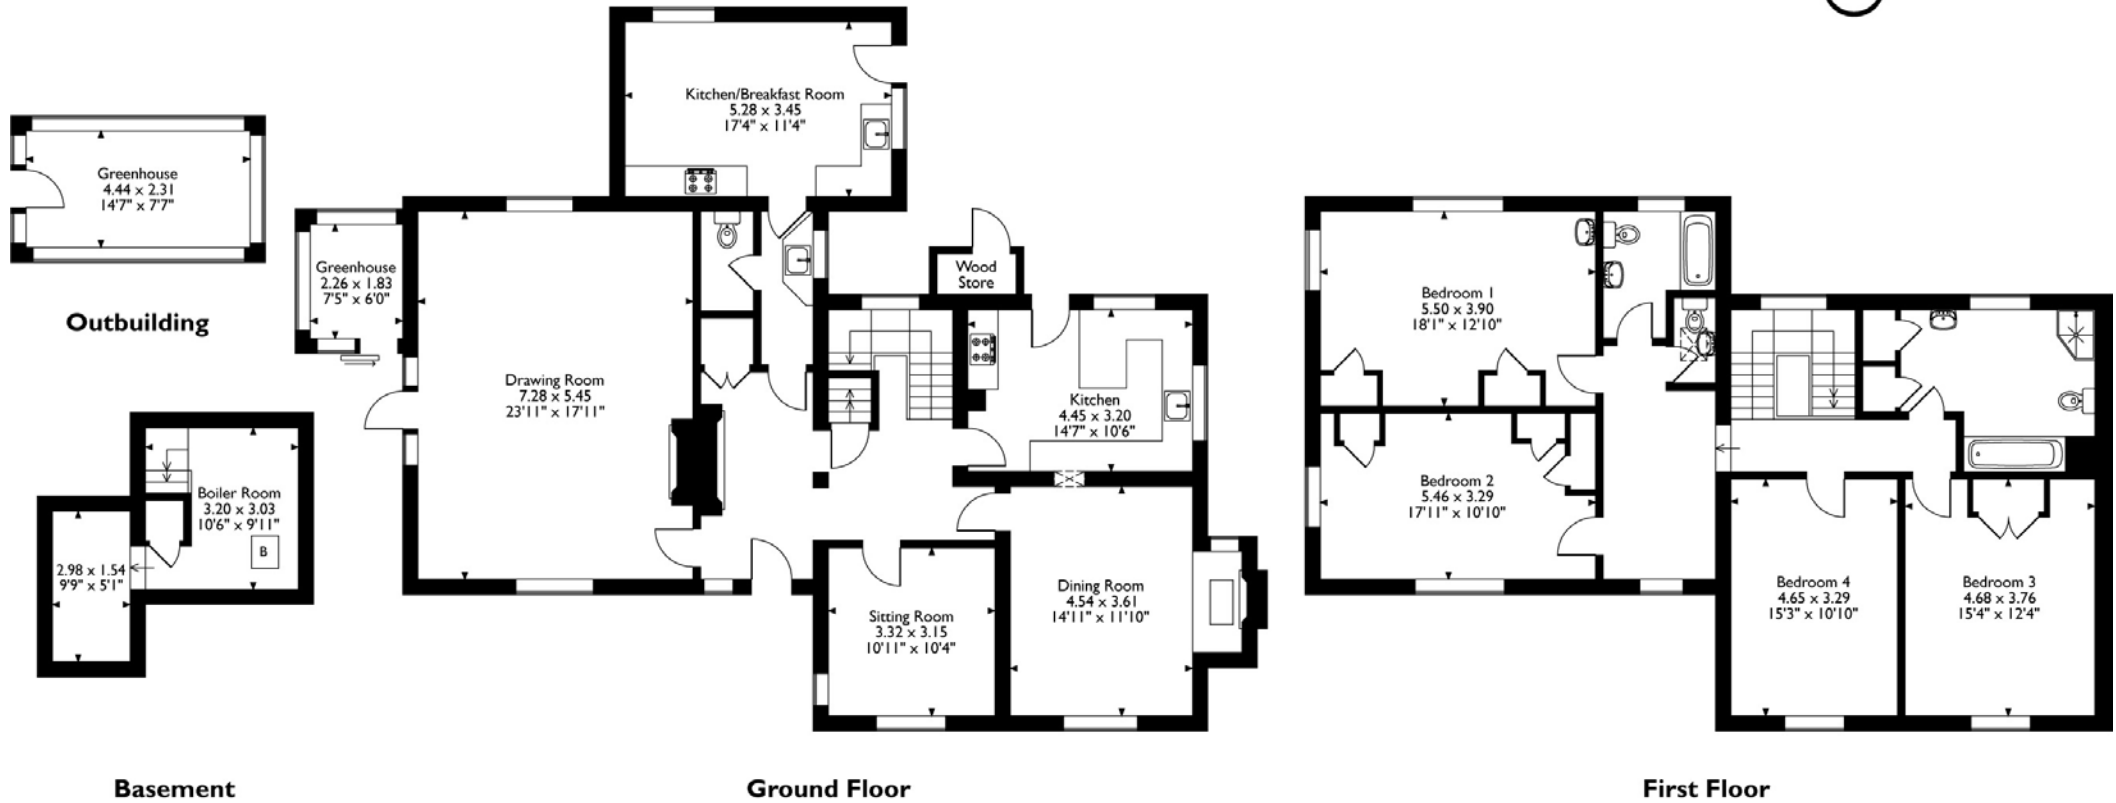 Kitchen/Breakfast Room
5.28 x 3.45
17'4" x 11'4"
Greenhouse
4.44 x 2.31
14'7" x 7'7"
Outbuilding
Greenhouse
2.26 x 1.83
7'5" x 6'0"
Wood
Store
Drawing Room
7.28 x 5.45
23'11" x 17'11"
Kitchen
4.45 x 3.20
14'7" x 10'6"
Boiler Room
3.20 x 3.03
10'6" x 9'11"
B
2.98 x 1.54
9'9" x 5'1"
Sitting Room
3.32 x 3.15
10'11" x 10'4"
Dining Room
4.54 x 3.61
14'11" x 11'10"
Bedroom 1
5.50 x 3.90
18'1" x 12'10"
Bedroom 2
5.46 x 3.29
17'11" x 10'10"
Bedroom 4
4.65 x 3.29
15'3" x 10'10"
Bedroom 3
4.68 x 3.76
15'4" x 12'4"
Basement
Ground Floor
First Floor